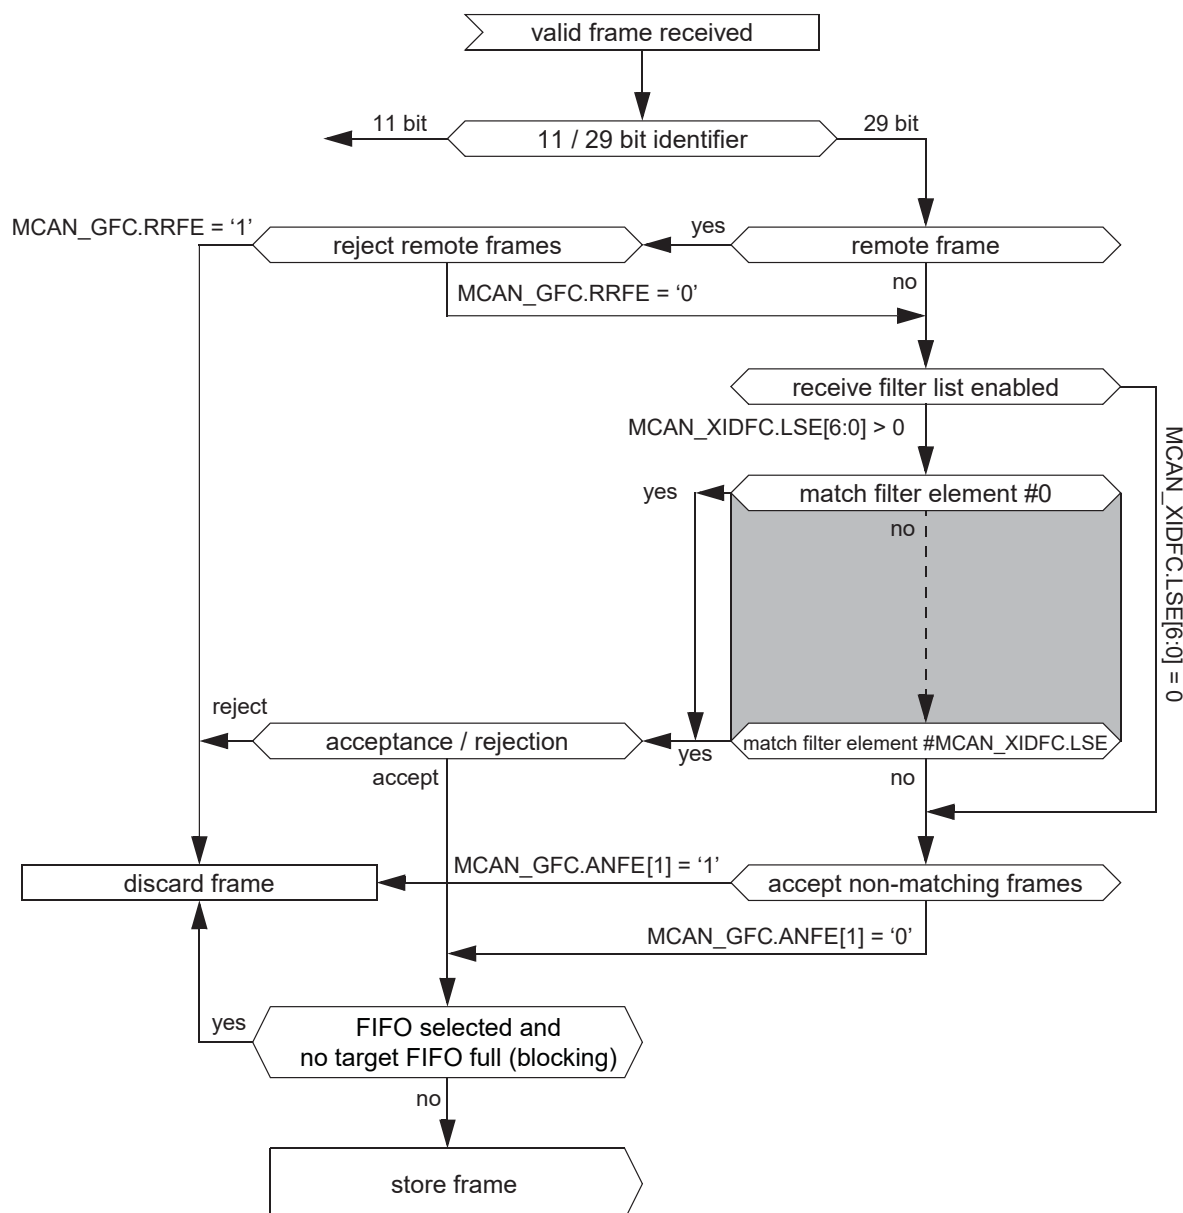 valid frame received
11 bit
11 / 29 bit identifier
29 bit
MCAN_GFC.RRFE = ‘1’
reject remote frames
yes
remote frame
MCAN_GFC.RRFE = ‘0’
no
receive filter list enabled
MCAN_XIDFC.LSE[6:0] > 0
MCAN_XIDFC.LSE[6:0] = 0
yes
match filter element #0
no
reject
acceptance / rejection
yes
match filter element #MCAN_XIDFC.LSE
accept
no
discard frame
MCAN_GFC.ANFE[1] = ‘1’
accept non-matching frames
MCAN_GFC.ANFE[1] = ‘0’
yes
FIFO selected and
no target FIFO full (blocking)
no
store frame